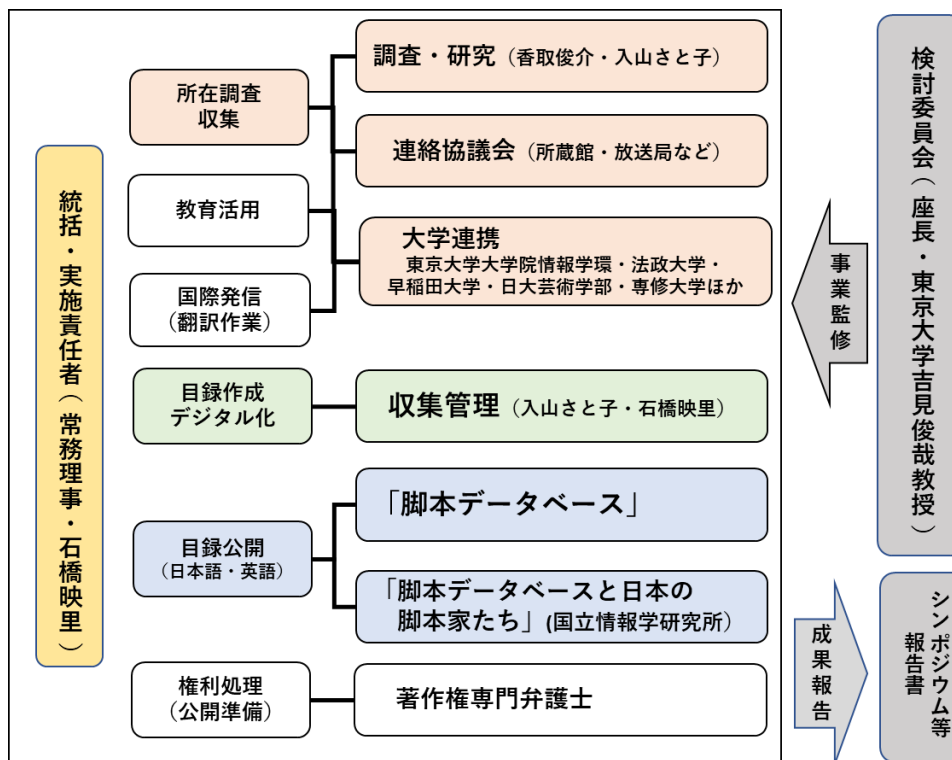 統括・実施責任者(常務理事・石橋映里)
所在調査
収集
教育活用
国際発信
(翻訳作業)
調査・研究(香取俊介・入山さと子)
連絡協議会(所蔵館・放送局など)
大学連携
東京大学大学院情報学環・法政大学・
早稲田大学・日大芸術学部・専修大学ほか
目録作成
デジタル化
収集管理(入山さと子・石橋映里)
目録公開
(日本語・英語)
「脚本データベース」
「脚本データベースと日本の
脚本家たち」(国立情報学研究所)
権利処理
(公開準備)
著作権専門弁護士
検討委員会(座長・東京大学吉見俊哉教授)
事業監修
成果報告
シンポジウム等
報告書